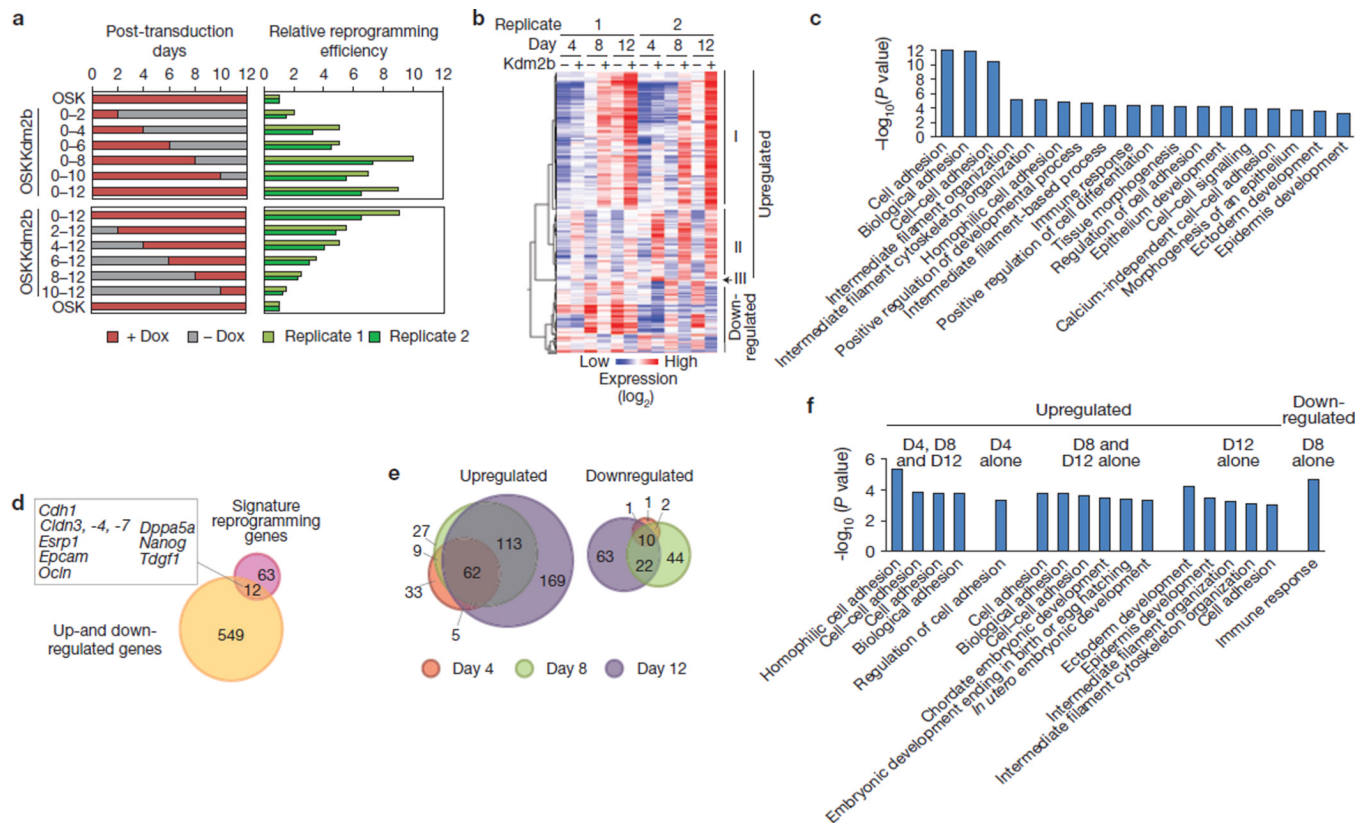 a
Post-transduction
days
Relative reprogramming
efficiency
0 2 4 6 8 10 12
0 2 4 6 8 10 12
OSK
OSKKdm2b
0–2
0–4
0–6
0–8
0–10
0–12
OSKKdm2b
0–12
2–12
4–12
6–12
8–12
10–12
OSK
+ Dox
– Dox
Replicate 1
Replicate 2
b
Replicate 1 2
Day 4 8 12 4 8 12
Kdm2b – + – + – + – + – + – +
I
II
III
Upregulated
Down-
regulated
Low High
Expression
(log2)
c
-log10(P value)
12
10
8
6
4
2
0
Cell adhesion
Biological adhesion
Cell–cell adhesion
Intermediate filament organization
Intermediate filament cytoskeleton organization
Homophilic cell adhesion
Positive regulation of developmental process
Intermediate filament–based process
Immune response
Positive regulation of cell differentiation
Tissue morphogenesis
Regulation of cell adhesion
Epithelium development
Cell–cell signalling
Calcium-independent cell–cell adhesion
Morphogenesis of an epithelium
Ectoderm development
Epidermis development
d
Cdh1
Cldn3, -4, -7
Esrp1
Epcam
Ocln
Dppa5a
Nanog
Tdgf1
Signature
reprogramming
genes
63
12
549
Up-and down-
regulated genes
e
Upregulated
27
9
33
5
62
113
169
Downregulated
1
1
2
63
10
22
44
Day 4
Day 8
Day 12
f
Upregulated
Down-
regulated
D4, D8
and D12
D4
alone
D8 and
D12 alone
D12
alone
D8 alone
-log10 (P value)
6
4
2
0
Homophilic cell adhesion
Cell–cell adhesion
Cell adhesion
Biological adhesion
Regulation of cell adhesion
Cell adhesion
Biological adhesion
Cell–cell adhesion
Chordate embryonic development
Embryonic development ending in birth or egg hatching
In utero embryonic development
Ectoderm development
Epidermis development
Intermediate filament organization
Intermediate filament cytoskeleton organization
Cell adhesion
Immune response